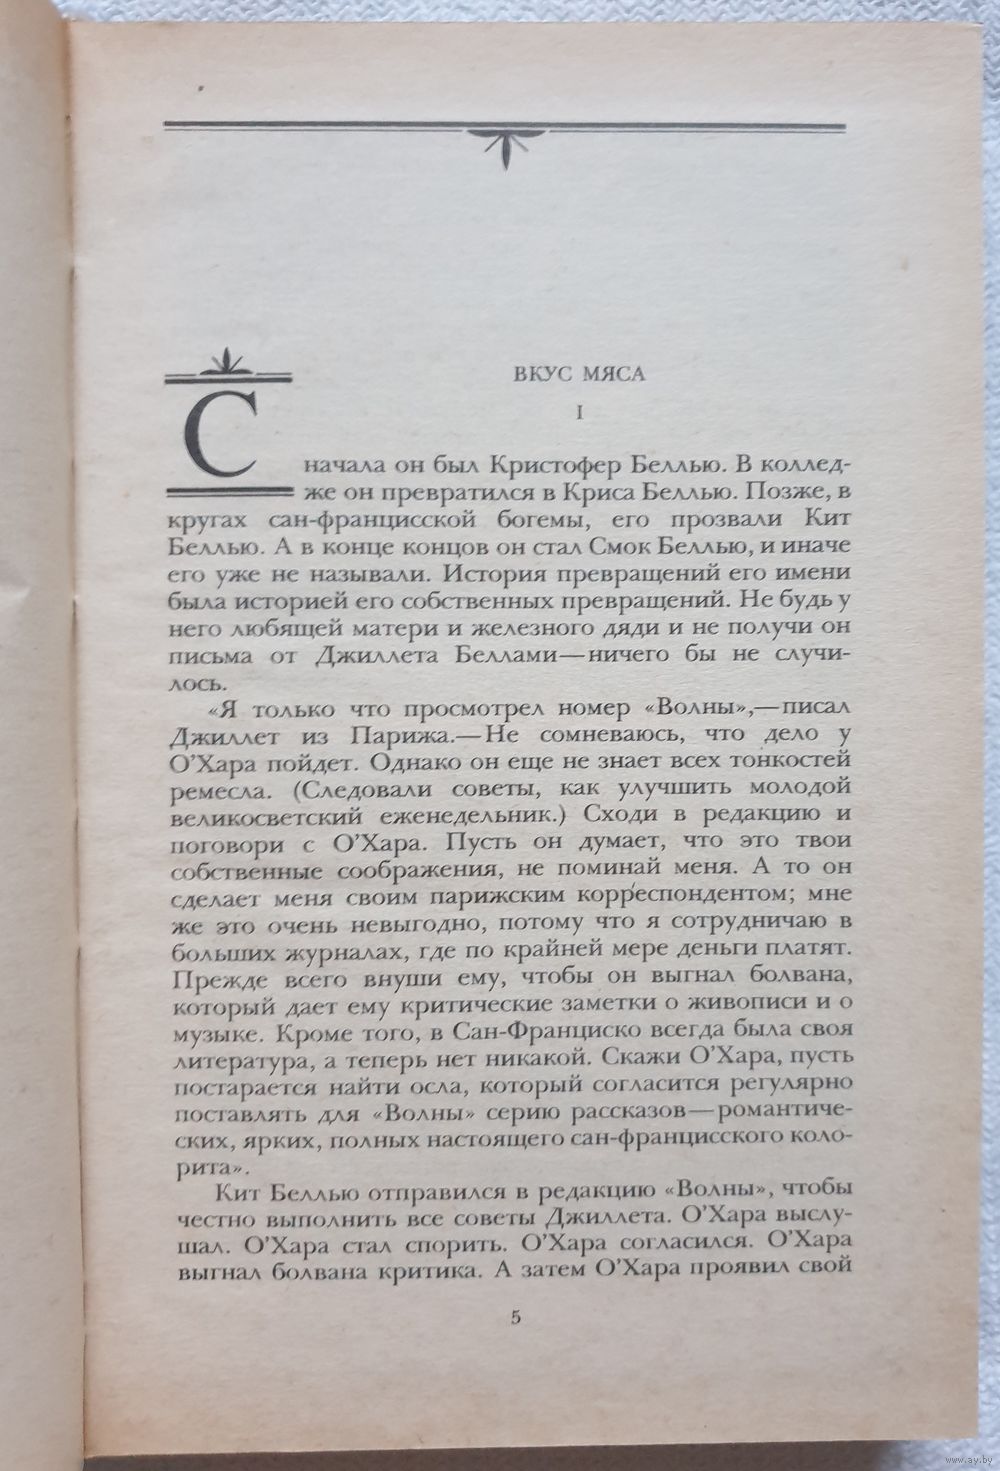 ВКУС МЯСА
I
Сначала он был Кристофер Беллью. В коллед-
же он превратился в Криса Беллью. Позже, в
кругах сан-францисской богемы, его прозвали Кит
Беллью. А в конце концов он стал Смок Беллью, и иначе
его уже не называли. История превращений его имени
была историей его собственных превращений. Не будь у
него любящей матери и железного дяди и не получи он
письма от Джиллета Беллами—ничего бы не случи-
лось.
«Я только что просмотрел номер «Волны»,—писал
Джиллет из Парижа.—Не сомневаюсь, что дело у
О’Хара пойдет. Однако он еще не знает всех тонкостей
ремесла. (Следовали советы, как улучшить молодой
великосветский еженедельник.) Сходи в редакцию и
поговори с О’Хара. Пусть он думает, что это твои
собственные соображения, не поминай меня. А то он
сделает меня своим парижским корреспондентом; мне
же это очень невыгодно, потому что я сотрудничаю в
больших журналах, где по крайней мере деньги платят.
Прежде всего внуши ему, чтобы он выгнал болвана,
который дает ему критические заметки о живописи и о
музыке. Кроме того, в Сан-Франциско всегда была своя
литература, а теперь нет никакой. Скажи О’Хара, пусть
постарается найти осла, который согласится регулярно
поставлять для «Волны» серию рассказов—романтиче-
ских, ярких, полных настоящего сан-францисского коло-
рита».
Кит Беллью отправился в редакцию «Волны», чтобы
честно выполнить все советы Джиллета. О’Хара выслу-
шал. О’Хара стал спорить. О’Хара согласился. О’Хара
выгнал болвана критика. А затем О’Хара проявил свой
5
www.ay.by